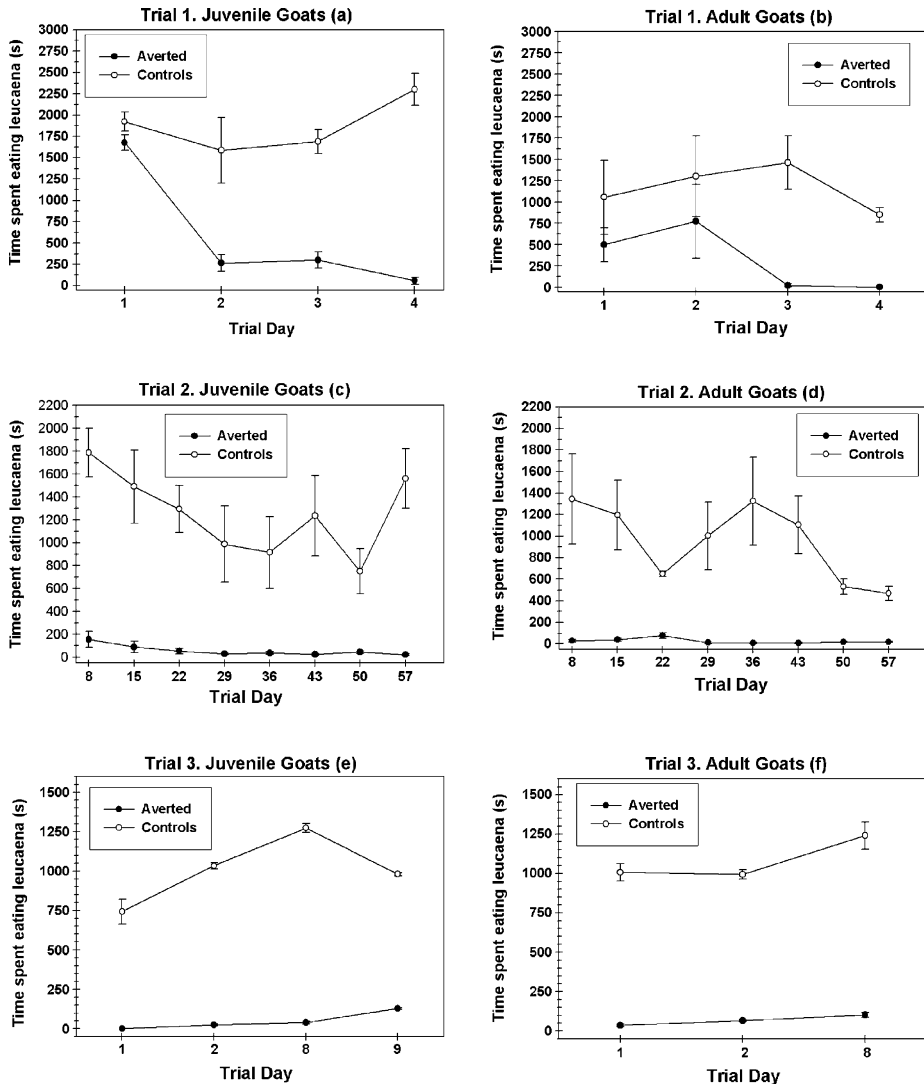 Trial 1. Juvenile Goats (a)
Time spent eating leucaena (s)
3000
2750
2500
2250
2000
1750
1500
1250
1000
750
500
250
0
Averted
Controls
1 2 3 4
Trial Day
Trial 1. Adult Goats (b)
Time spent eating leucaena (s)
3000
2750
2500
2250
2000
1750
1500
1250
1000
750
500
250
0
Averted
Controls
1 2 3 4
Trial Day
Trial 2. Juvenile Goats (c)
Time spent eating leucaena (s)
2200
2000
1800
1600
1400
1200
1000
800
600
400
200
0
Averted
Controls
8 15 22 29 36 43 50 57
Trial Day
Trial 2. Adult Goats (d)
Time spent eating leucaena (s)
2200
2000
1800
1600
1400
1200
1000
800
600
400
200
0
Averted
Controls
8 15 22 29 36 43 50 57
Trial Day
Trial 3. Juvenile Goats (e)
Time spent eating leucaena (s)
1500
1250
1000
750
500
250
0
Averted
Controls
1 2 8 9
Trial Day
Trial 3. Adult Goats (f)
Time spent eating leucaena (s)
1500
1250
1000
750
500
250
0
Averted
Controls
1 2 8
Trial Day